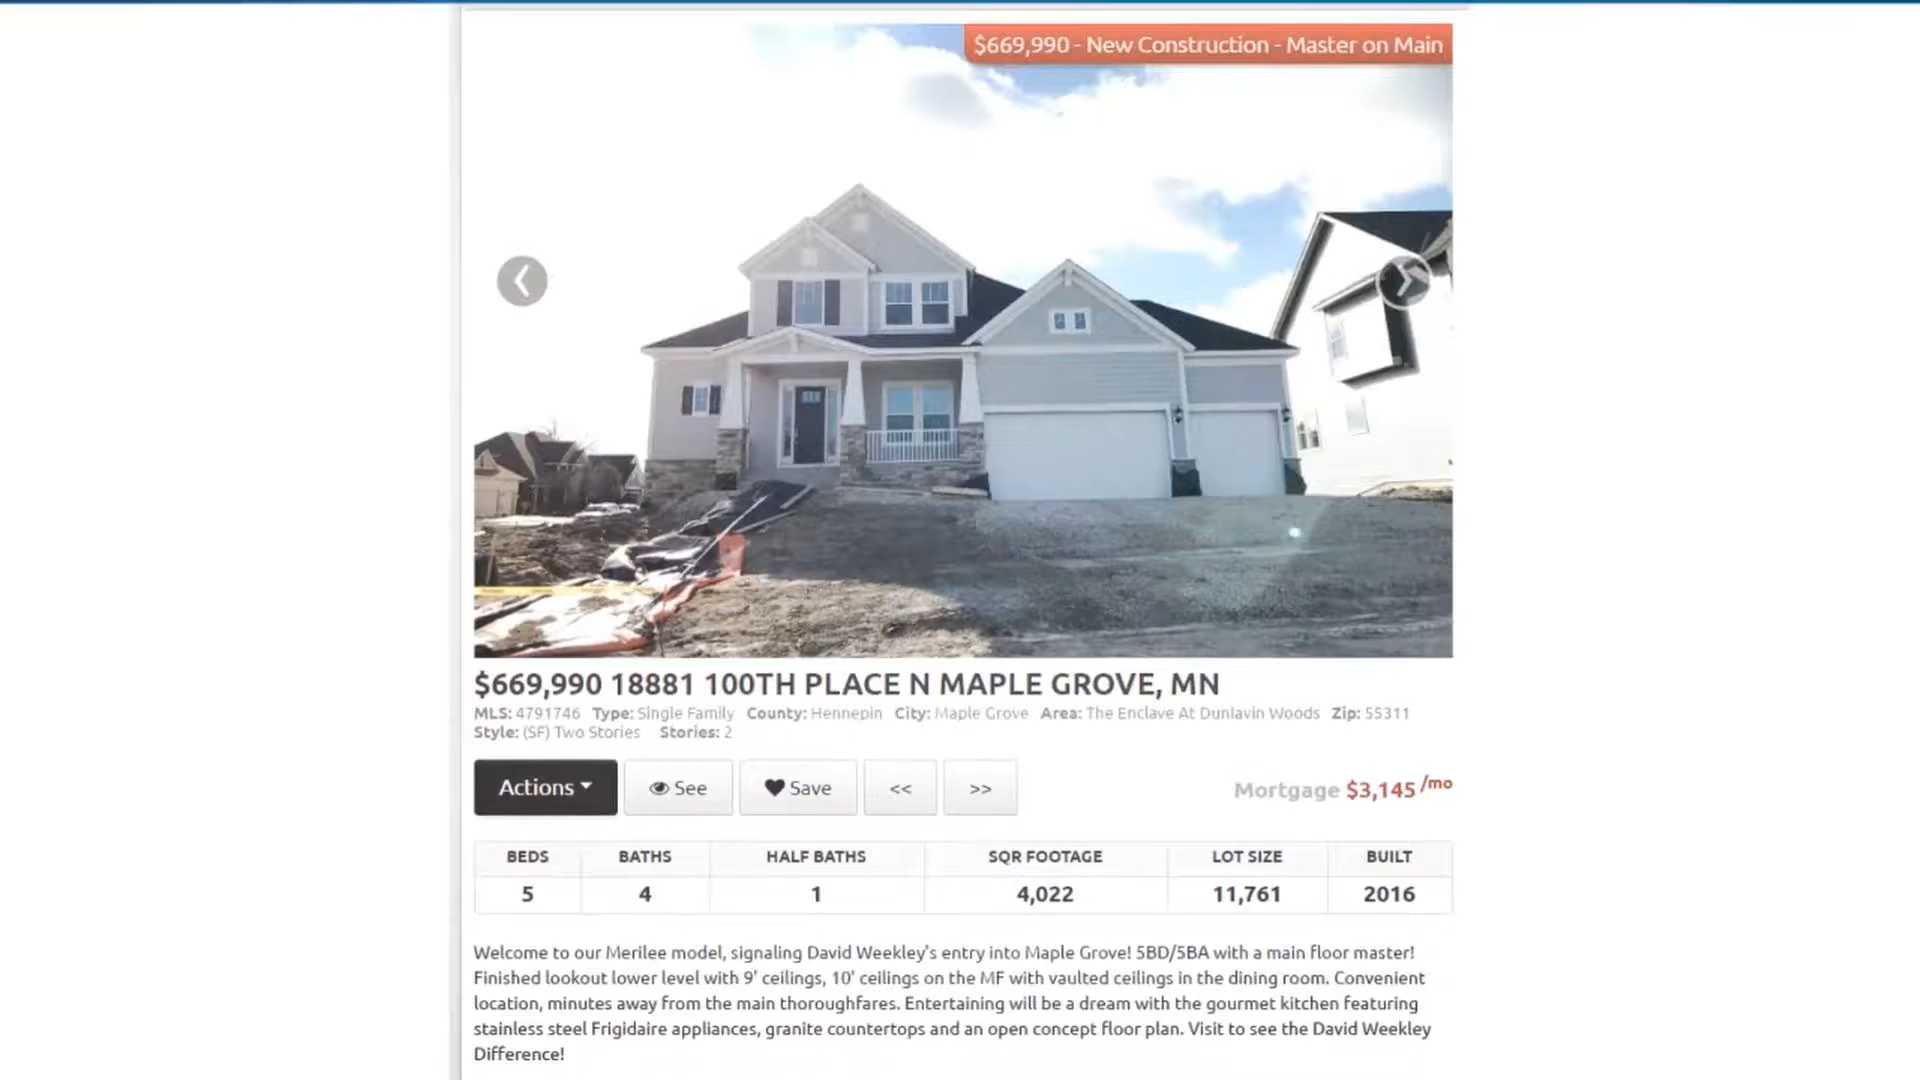 $669,990 - New Construction - Master on Main
$669,990 18881 100TH PLACE N MAPLE GROVE, MN
MLS: 4791746 Type: Single Family County: Hennepin City: Maple Grove Area: The Enclave At Dunlavin Woods Zip: 55311
Style: (SF) Two Stories Stories: 2
Actions See Save << >> Mortgage $3,145 /mo
BEDS BATHS HALF BATHS SQR FOOTAGE LOT SIZE BUILT
5 4 1 4,022 11,761 2016
Welcome to our Merilee model, signaling David Weekley's entry into Maple Grove! 5BD/5BA with a main floor master!
Finished lookout lower level with 9' ceilings, 10' ceilings on the MF with vaulted ceilings in the dining room. Convenient
location, minutes away from the main thoroughfares. Entertaining will be a dream with the gourmet kitchen featuring
stainless steel Frigidaire appliances, granite countertops and an open concept floor plan. Visit to see the David Weekley
Difference!